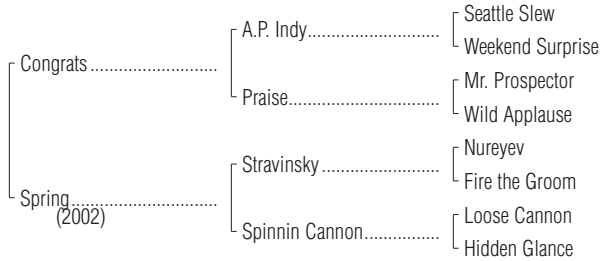 Seattle Slew
A.P. Indy
Weekend Surprise
Congrats
Mr. Prospector
Praise
Wild Applause
Nureyev
Stravinsky
Fire the Groom
Spring
(2002)
Loose Cannon
Spinnin Cannon
Hidden Glance